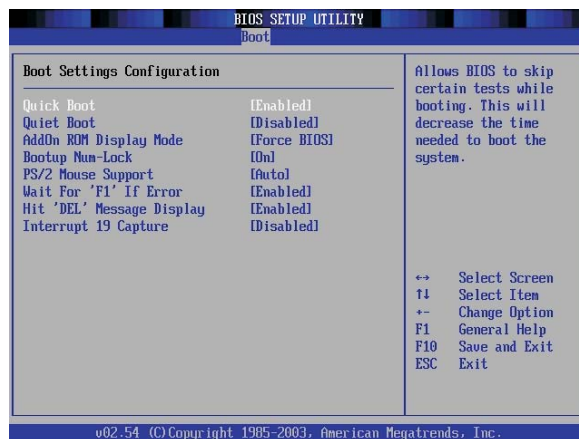 BIOS SETUP UTILITY
Boot
Boot Settings Configuration
Quick Boot [Enabled]
Quiet Boot [Disabled]
AddOn ROM Display Mode [Force BIOS]
Bootup Num-Lock [On]
PS/2 Mouse Support [Auto]
Wait For 'F1' If Error [Enabled]
Hit 'DEL' Message Display [Enabled]
Interrupt 19 Capture [Disabled]
Allows BIOS to skip
certain tests while
booting. This will
decrease the time
needed to boot the
system.
↔ Select Screen
↑↓ Select Item
+- Change Option
F1 General Help
F10 Save and Exit
ESC Exit
v02.54 (C)Copyright 1985-2003, American Megatrends, Inc.